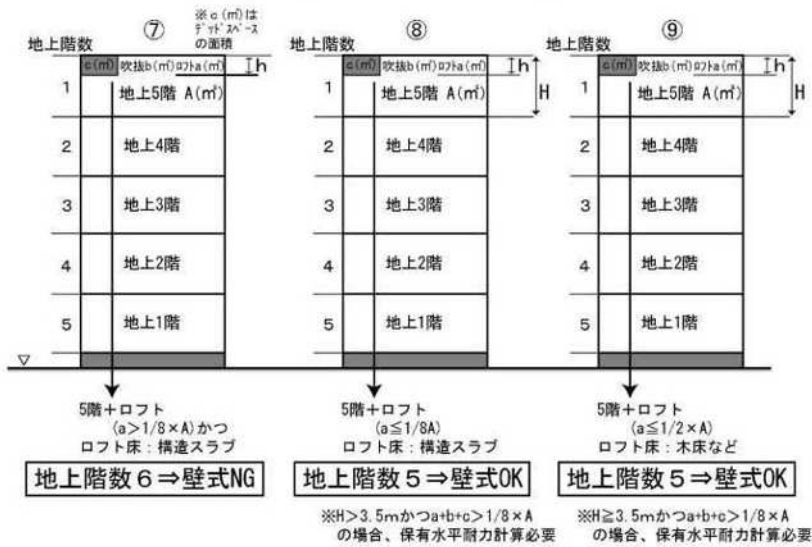 ⑦
※c(㎡)は
ﾃﾞｯﾄﾞｽﾍﾟｰｽ
の面積
地上階数
c(㎡) 吹抜b(㎡) ﾛﾌﾄa(㎡)
h
1 地上5階 A(㎡)
2 地上4階
3 地上3階
4 地上2階
5 地上1階
▽
5階+ロフト
(a>1/8×A)かつ
ロフト床:構造スラブ
地上階数6⇒壁式NG
⑧
地上階数
c(㎡) 吹抜b(㎡) ﾛﾌﾄa(㎡)
h
H
1 地上5階 A(㎡)
2 地上4階
3 地上3階
4 地上2階
5 地上1階
5階+ロフト
(a≦1/8A)
ロフト床:構造スラブ
地上階数5⇒壁式OK
※H>3.5mかつa+b+c>1/8×A
の場合、保有水平耐力計算必要
⑨
地上階数
c(㎡) 吹抜b(㎡) ﾛﾌﾄa(㎡)
h
H
1 地上5階 A(㎡)
2 地上4階
3 地上3階
4 地上2階
5 地上1階
5階+ロフト
(a≦1/2×A)
ロフト床:木床など
地上階数5⇒壁式OK
※H≧3.5mかつa+b+c>1/8×A
の場合、保有水平耐力計算必要